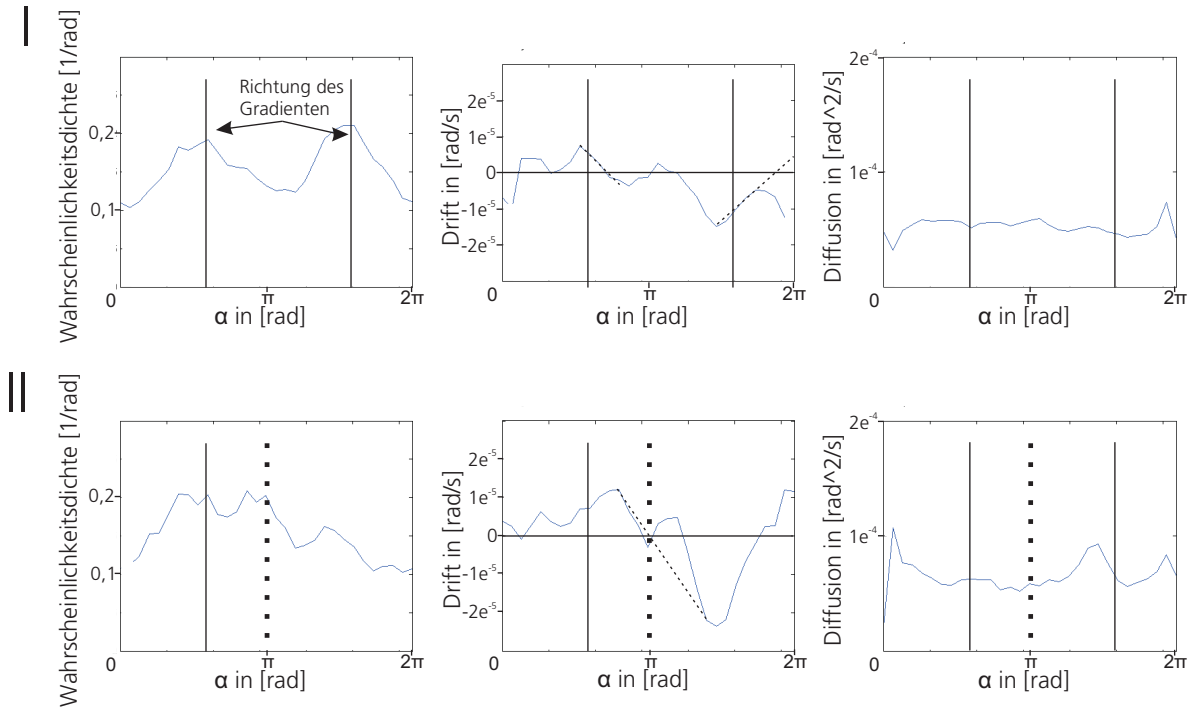 I
Wahrscheinlichkeitsdichte [1/rad]
0,2
0,1
0
π
2π
α in [rad]
Richtung des
Gradienten
Drift in [rad/s]
2e⁻⁵
1e⁻⁵
0
-1e⁻⁵
-2e⁻⁵
0
π
2π
α in [rad]
Diffusion in [rad^2/s]
2e⁻⁴
1e⁻⁴
0
π
2π
α in [rad]
II
Wahrscheinlichkeitsdichte [1/rad]
0,2
0,1
0
π
2π
α in [rad]
Drift in [rad/s]
2e⁻⁵
1e⁻⁵
0
-1e⁻⁵
-2e⁻⁵
0
π
2π
α in [rad]
Diffusion in [rad^2/s]
2e⁻⁴
1e⁻⁴
0
π
2π
α in [rad]